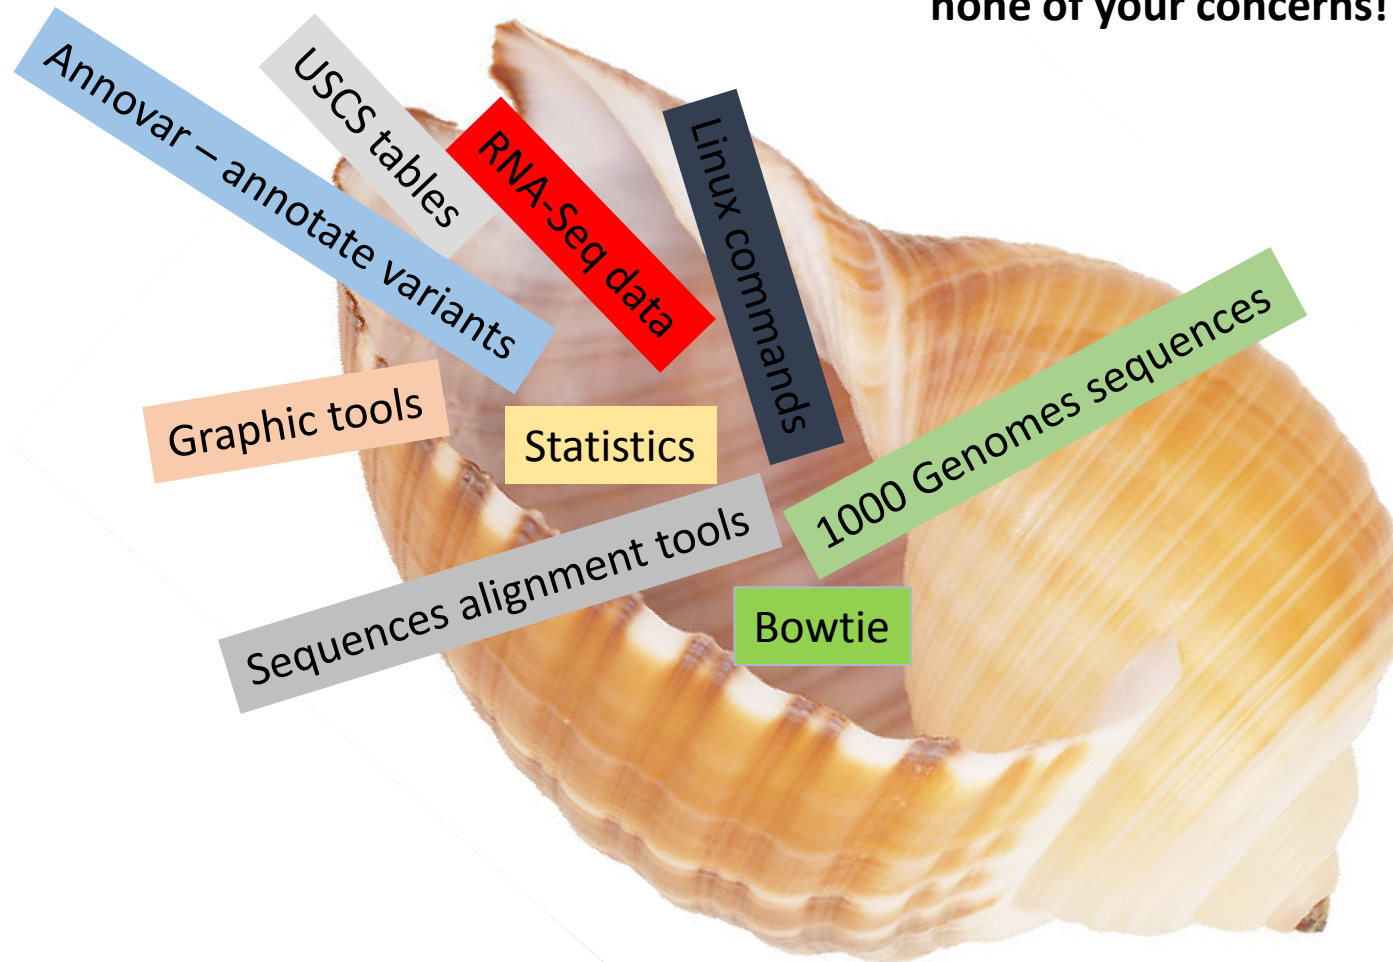 none of your concerns!
Annovar – annotate variants
USCS tables
RNA-Seq data
Linux commands
1000 Genomes sequences
Graphic tools
Statistics
Sequences alignment tools
Bowtie